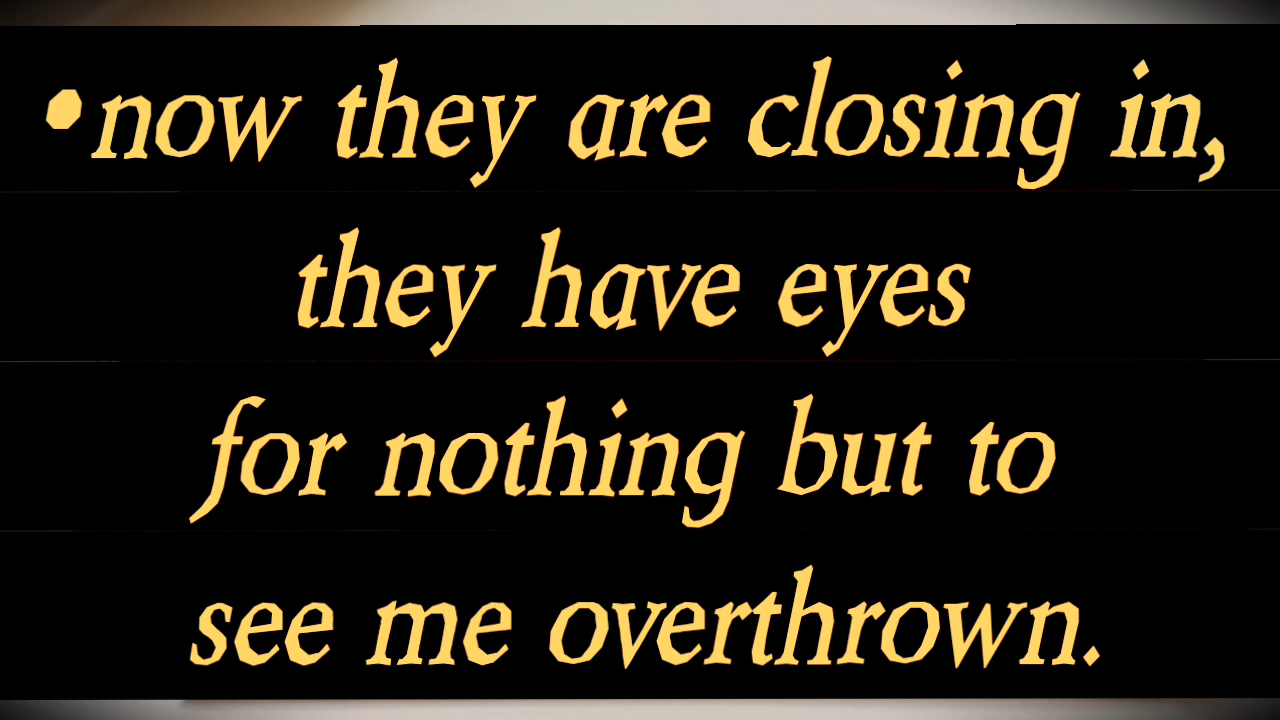 •now they are closing in,
they have eyes
for nothing but to
see me overthrown.